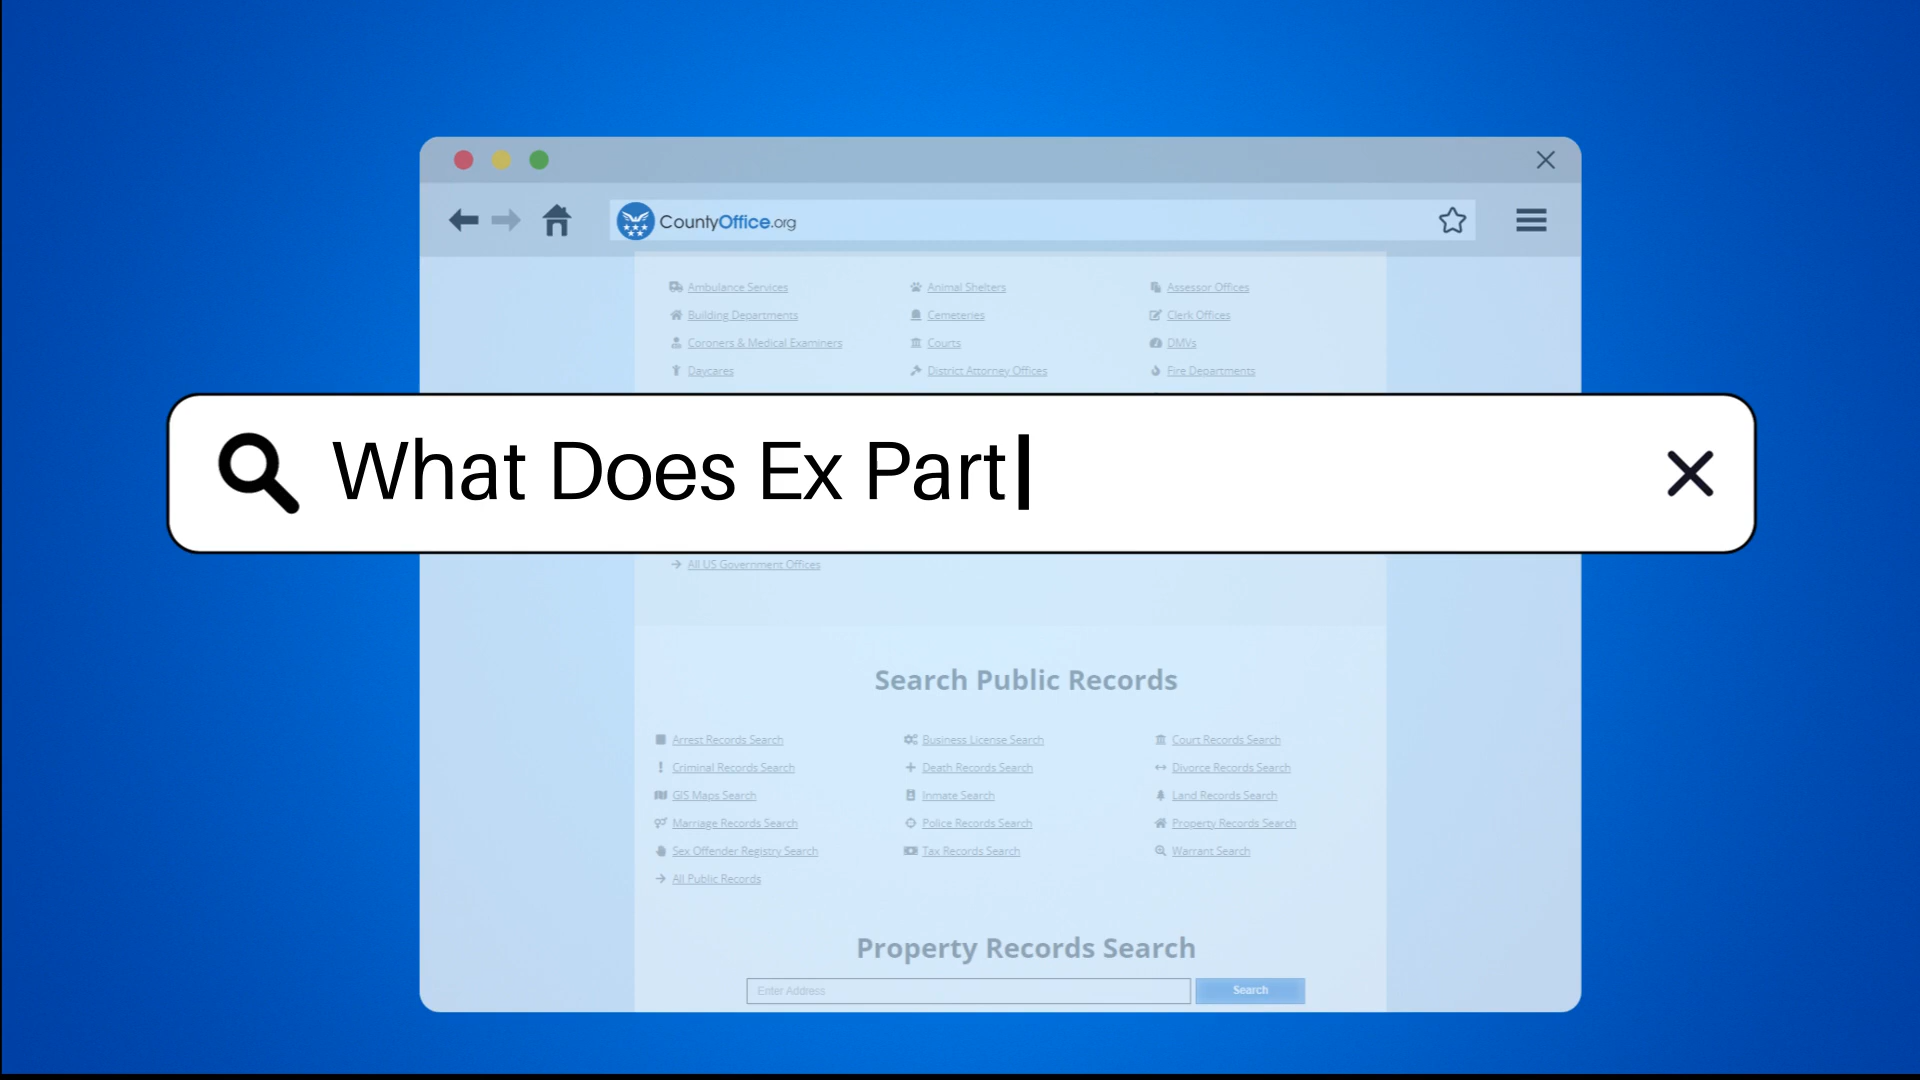 CountyOffice.org
Ambulance Services Animal Shelters Assessor Offices
Building Departments Cemeteries Clerk Offices
Coroners & Medical Examiners Courts DMVs
Daycares District Attorney Offices Fire Departments
What Does Ex Part
All US Government Offices
Search Public Records
Arrest Records Search Business License Search Court Records Search
Criminal Records Search Death Records Search Divorce Records Search
GIS Maps Search Inmate Search Land Records Search
Marriage Records Search Police Records Search Property Records Search
Sex Offender Registry Search Tax Records Search Warrant Search
All Public Records
Property Records Search
Enter Address Search